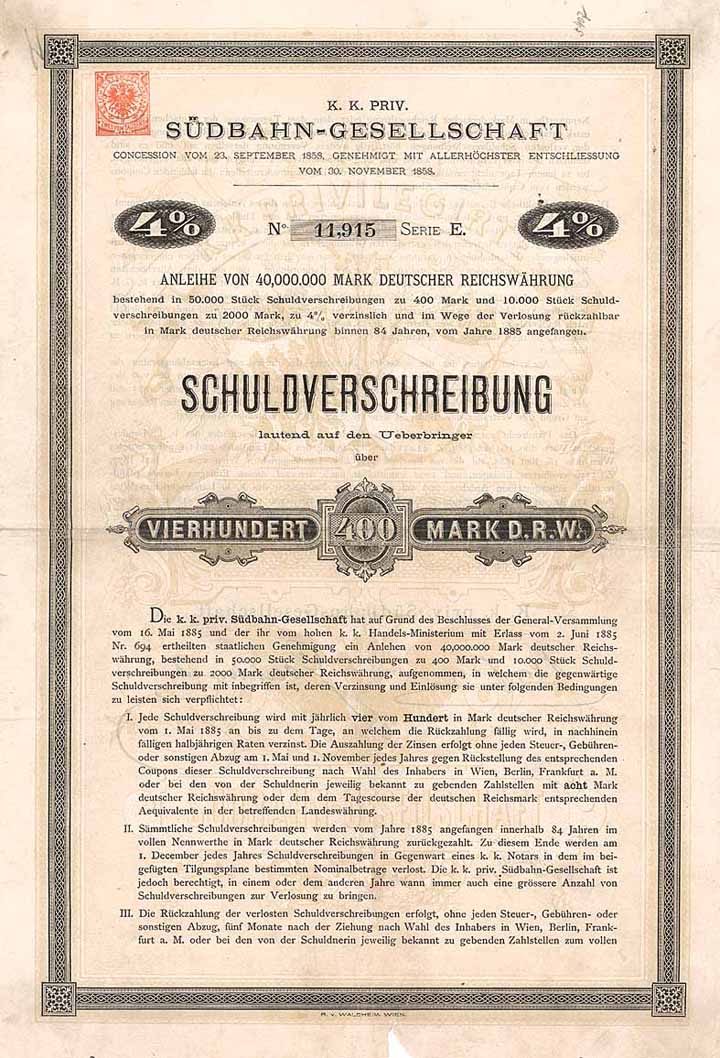 K. K. PRIV.
SÜDBAHN-GESELLSCHAFT
CONCESSION VOM 23. SEPTEMBER 1858, GENEHMIGT MIT ALLERHÖCHSTER ENTSCHLIESSUNG
VOM 30. NOVEMBER 1858.
4% No 11,915 SERIE E. 4%
ANLEIHE VON 40,000.000 MARK DEUTSCHER REICHSWÄHRUNG
bestehend in 50.000 Stück Schuldverschreibungen zu 400 Mark und 10.000 Stück Schuld-
verschreibungen zu 2000 Mark, zu 4% verzinslich und im Wege der Verlosung rückzahlbar
in Mark deutscher Reichswährung binnen 84 Jahren, vom Jahre 1885 angefangen.
SCHULDVERSCHREIBUNG
lautend auf den Ueberbringer
über
VIERHUNDERT 400 MARK D.R.W.
Die k. k. priv. Südbahn-Gesellschaft hat auf Grund des Beschlusses der General-Versammlung
vom 16. Mai 1885 und der ihr vom hohen k. k. Handels-Ministerium mit Erlass vom 2. Juni 1885
Nr. 694 ertheilten staatlichen Genehmigung ein Anlehen von 40,000.000 Mark deutscher Reichs-
währung, bestehend in 50.000 Stück Schuldverschreibungen zu 400 Mark und 10.000 Stück Schuld-
verschreibungen zu 2000 Mark deutscher Reichswährung, aufgenommen, in welchem die gegenwärtige
Schuldverschreibung mit inbegriffen ist, deren Verzinsung und Einlösung sie unter folgenden Bedingungen
zu leisten sich verpflichtet:
I. Jede Schuldverschreibung wird mit jährlich vier vom Hundert in Mark deutscher Reichswährung
vom 1. Mai 1885 an bis zu dem Tage, an welchem die Rückzahlung fällig wird, in nachhinein
fälligen halbjährigen Raten verzinst. Die Auszahlung der Zinsen erfolgt ohne jeden Steuer-, Gebühren-
oder sonstigen Abzug am 1. Mai und 1. November jedes Jahres gegen Rückstellung des entsprechenden
Coupons dieser Schuldverschreibung nach Wahl des Inhabers in Wien, Berlin, Frankfurt a. M.
oder bei den von der Schuldnerin jeweilig bekannt zu gebenden Zahlstellen mit acht Mark
deutscher Reichswährung oder dem dem Tagescourse der deutschen Reichsmark entsprechenden
Aequivalente in der betreffenden Landeswährung.
II. Sämmtliche Schuldverschreibungen werden vom Jahre 1885 angefangen innerhalb 84 Jahren im
vollen Nennwerthe in Mark deutscher Reichswährung zurückgezahlt. Zu diesem Ende werden am
1. December jedes Jahres Schuldverschreibungen in Gegenwart eines k. k. Notars in dem im bei-
gefügten Tilgungsplane bestimmten Nominalbetrage verlost. Die k. k. priv. Südbahn-Gesellschaft ist
jedoch berechtigt, in einem oder dem anderen Jahre wann immer auch eine grössere Anzahl von
Schuldverschreibungen zur Verlosung zu bringen.
III. Die Rückzahlung der verlosten Schuldverschreibungen erfolgt, ohne jeden Steuer-, Gebühren- oder
sonstigen Abzug, fünf Monate nach der Ziehung nach Wahl des Inhabers in Wien, Berlin, Frank-
furt a. M. oder bei den von der Schuldnerin jeweilig bekannt zu gebenden Zahlstellen zum vollen
R. v. WALDHEIM, WIEN.